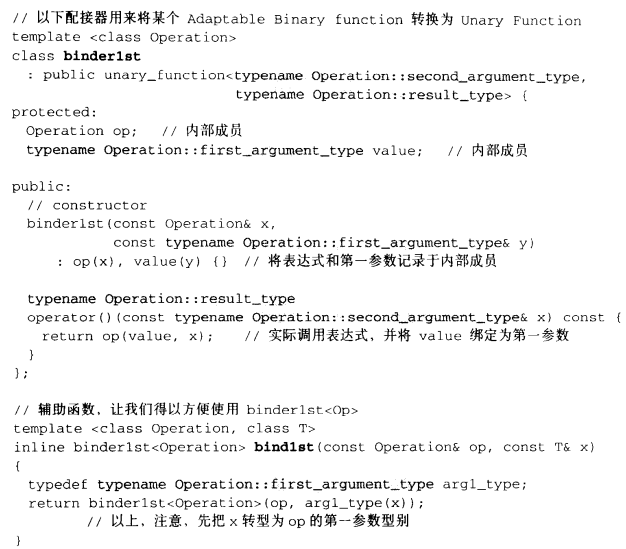 // 以下配接器用来将某个 Adaptable Binary function 转换为 Unary Function
template <class Operation>
class binder1st
  : public unary_function<typename Operation::second_argument_type,
                          typename Operation::result_type> {
protected:
  Operation op;   // 内部成员
  typename Operation::first_argument_type value;   // 内部成员

public:
  // constructor
  binder1st(const Operation& x,
            const typename Operation::first_argument_type& y)
     : op(x), value(y) {}  // 将表达式和第一参数记录于内部成员

  typename Operation::result_type
  operator()(const typename Operation::second_argument_type& x) const {
    return op(value, x);    // 实际调用表达式，并将 value 绑定为第一参数
  }
};

// 辅助函数，让我们得以方便使用 binder1st<Op>
template <class Operation, class T>
inline binder1st<Operation> bind1st(const Operation& op, const T& x)
{
  typedef typename Operation::first_argument_type arg1_type;
  return binder1st<Operation>(op, arg1_type(x));
         // 以上，注意，先把 x 转型为 op 的第一参数型别
}